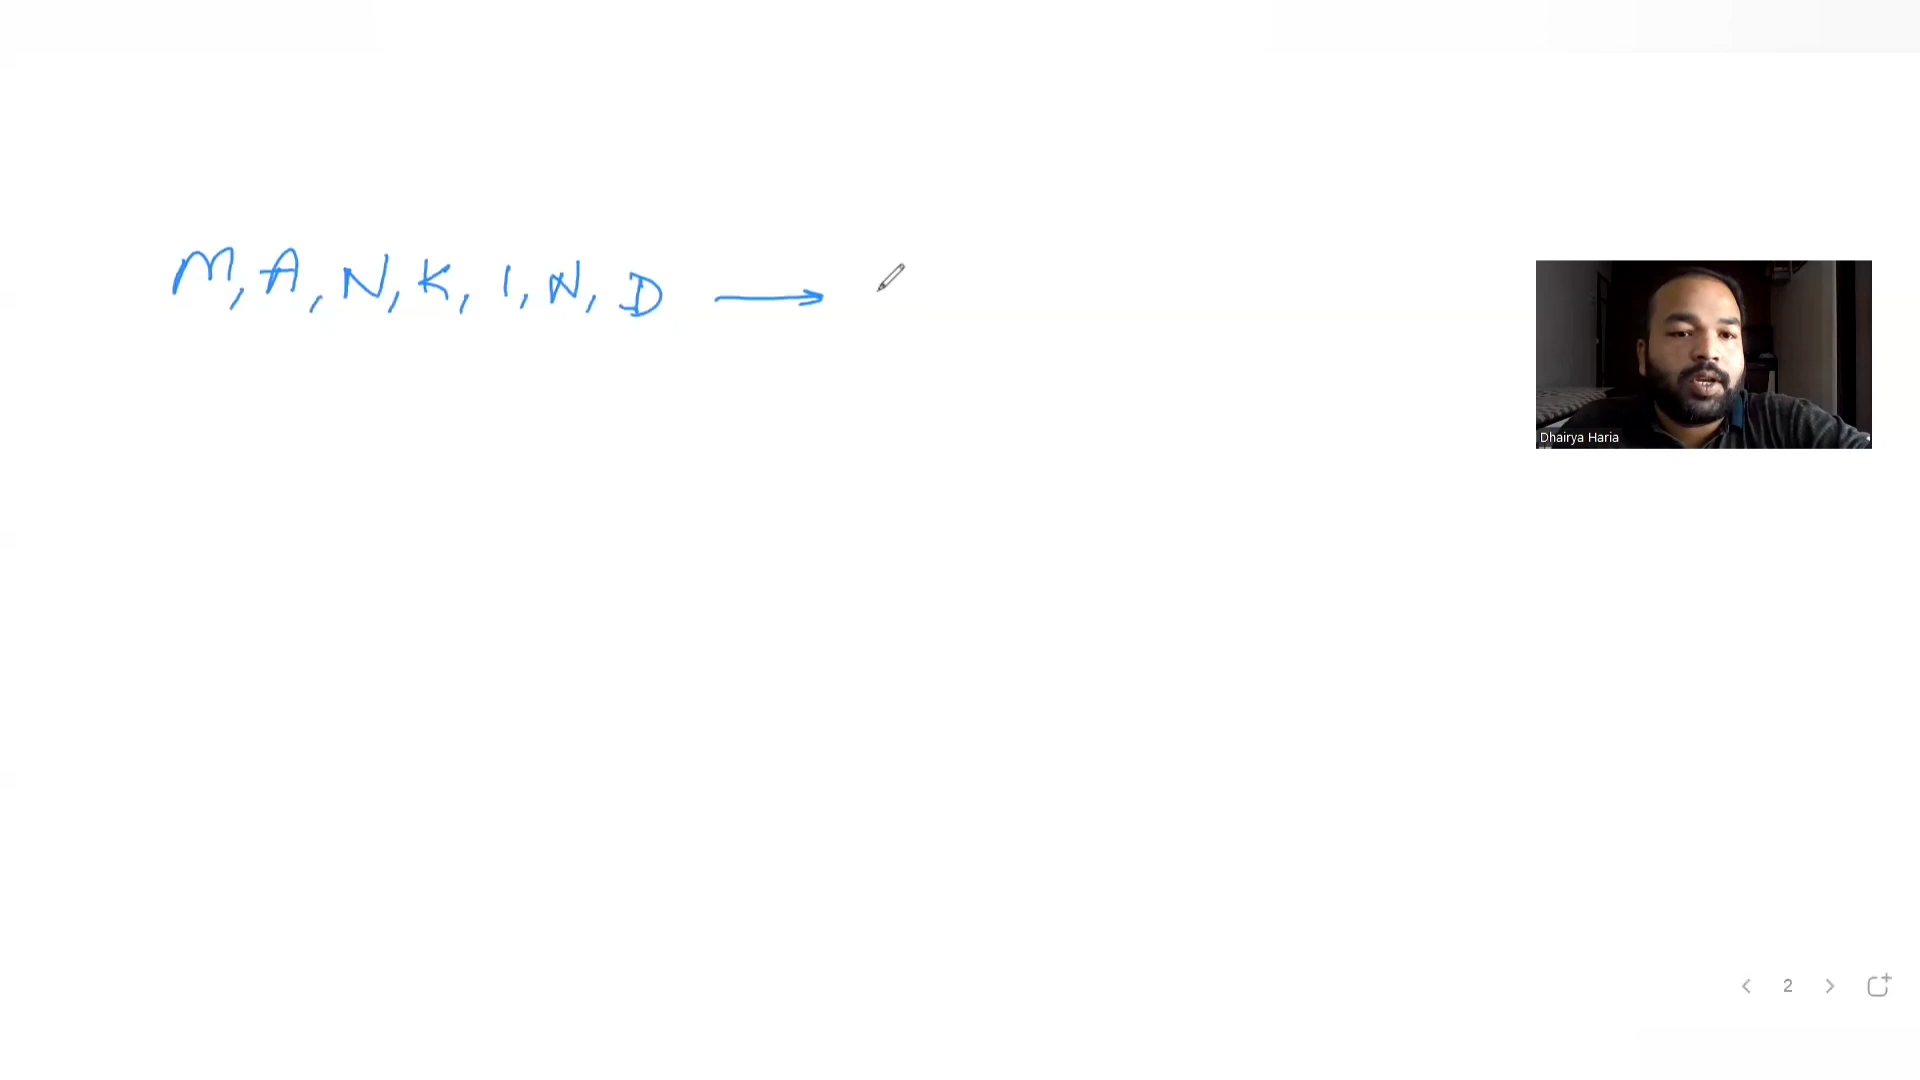 M, A, N, K, I, N, D →
Dhairya Haria
2